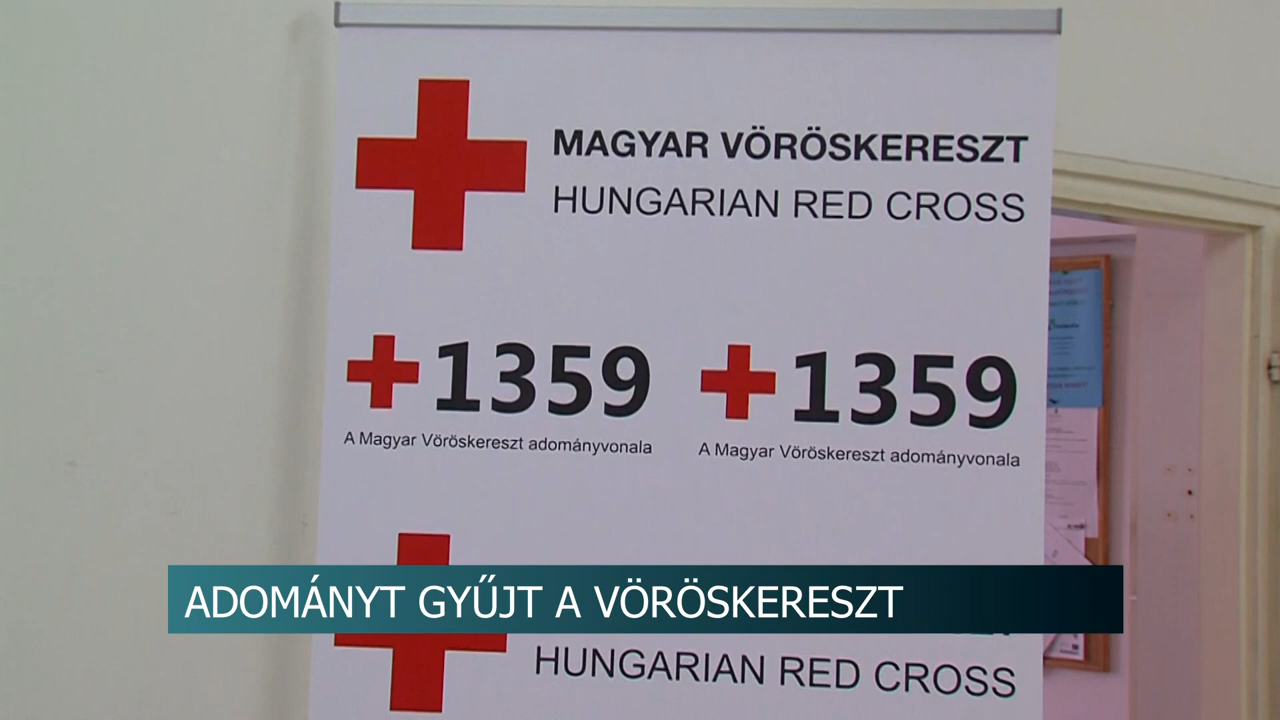 MAGYAR VÖRÖSKERESZT
HUNGARIAN RED CROSS
1359
A Magyar Vöröskereszt adományvonala
1359
A Magyar Vöröskereszt adományvonala
ADOMÁNYT GYŰJT A VÖRÖSKERESZT
HUNGARIAN RED CROSS